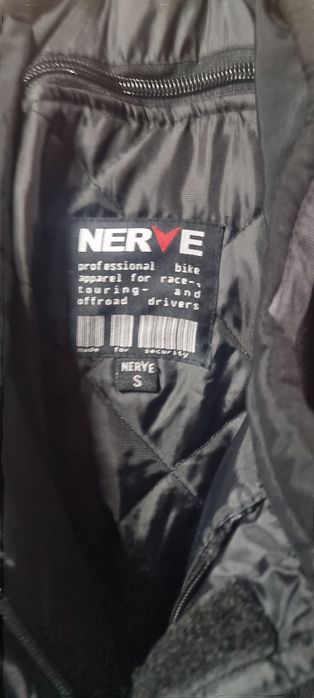 NERVE
professional bike
apparel for race-,
touring- and
offroad drivers
made for security
NERVE
S